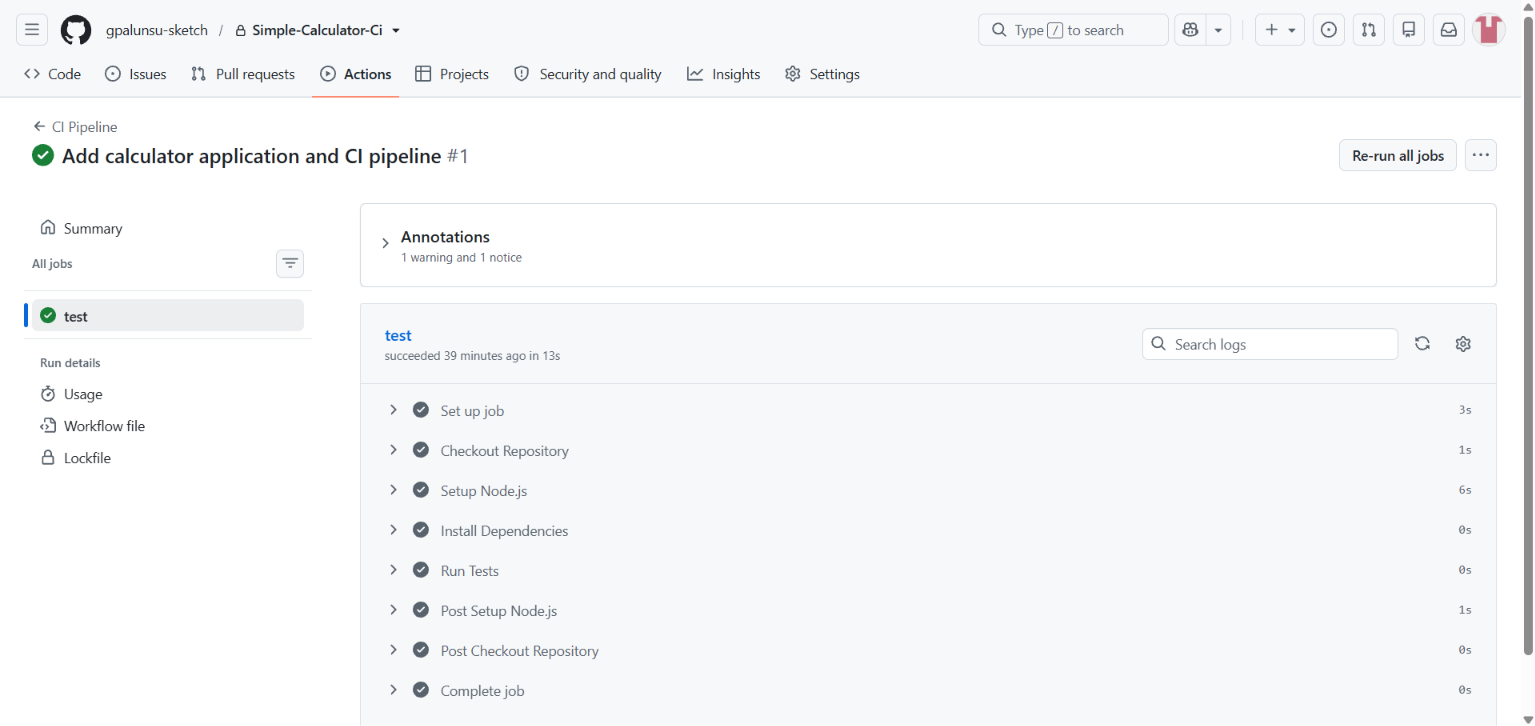 gpalunsu-sketch / Simple-Calculator-Ci
Type / to search
Code Issues Pull requests Actions Projects Security and quality Insights Settings
CI Pipeline
Add calculator application and CI pipeline #1
Re-run all jobs
Summary
All jobs
test
Run details
Usage
Workflow file
Lockfile
Annotations
1 warning and 1 notice
test
succeeded 39 minutes ago in 13s
Search logs
Set up job 3s
Checkout Repository 1s
Setup Node.js 6s
Install Dependencies 0s
Run Tests 0s
Post Setup Node.js 1s
Post Checkout Repository 0s
Complete job 0s